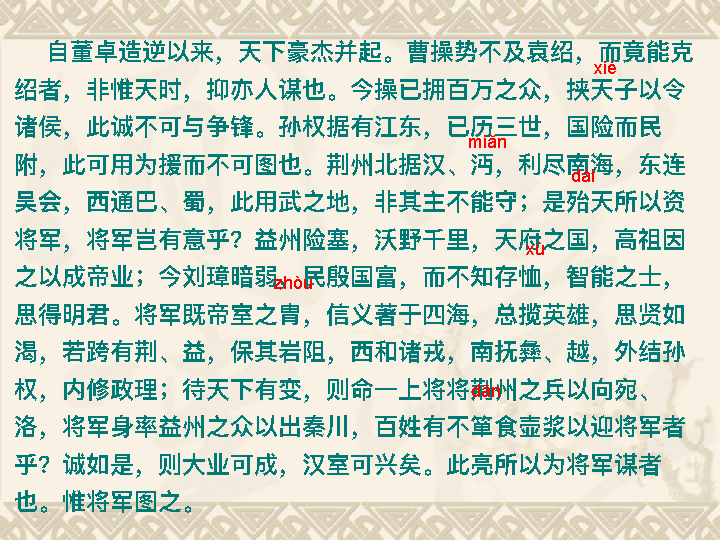 自董卓造逆以来，天下豪杰并起。曹操势不及袁绍，而竟能克
xié
绍者，非惟天时，抑亦人谋也。今操已拥百万之众，挟天子以令
诸侯，此诚不可与争锋。孙权据有江东，已历三世，国险而民
miǎn
附，此可用为援而不可图也。荆州北据汉、沔，利尽南海，东连
dài
吴会，西通巴、蜀，此用武之地，非其主不能守；是殆天所以资
将军，将军岂有意乎？益州险塞，沃野千里，天府之国，高祖因
xù
之以成帝业；今刘璋暗弱，民殷国富，而不知存恤，智能之士，
zhòu
思得明君。将军既帝室之胄，信义著于四海，总揽英雄，思贤如
渴，若跨有荆、益，保其岩阻，西和诸戎，南抚彝、越，外结孙
权，内修政理；待天下有变，则命一上将将荆州之兵以向宛、
dān
洛，将军身率益州之众以出秦川，百姓有不箪食壶浆以迎将军者
乎？诚如是，则大业可成，汉室可兴矣。此亮所以为将军谋者
也。惟将军图之。